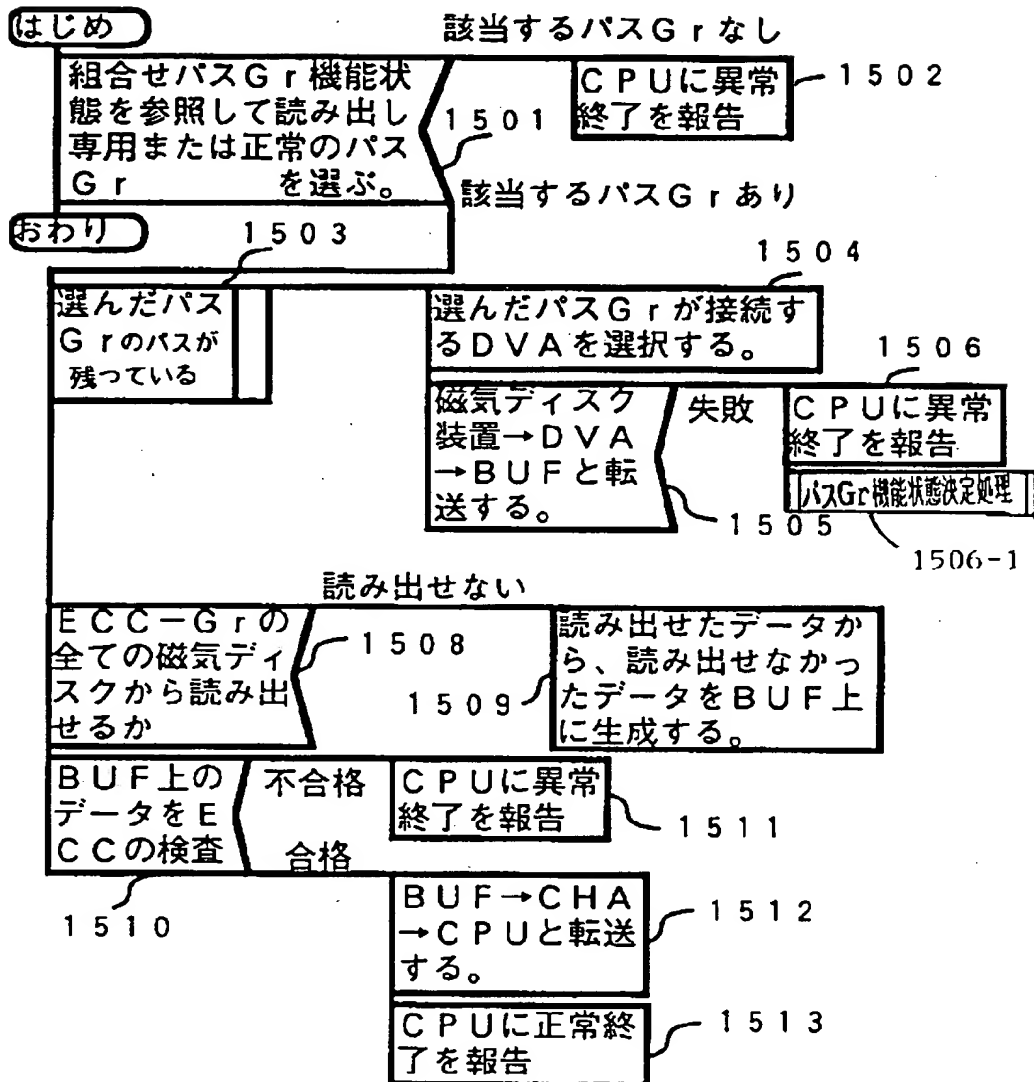 はじめ
該当するパスGrなし
組合せパスGr機能状
態を参照して読み出し
専用または正常のパス
Gr を選ぶ。
1501
CPUに異常
終了を報告
1502
該当するパスGrあり
おわり
1503
1504
選んだパス
Grのパスが
残っている
選んだパスGrが接続す
るDVAを選択する。
1506
磁気ディスク
装置→DVA
→BUFと転
送する。
失敗
CPUに異常
終了を報告
パスGr機能状態決定処理
1505
1506-1
読み出せない
ECC-Grの
全ての磁気ディ
スクから読み出
せるか
1508
1509
読み出せたデータか
ら、読み出せなかっ
たデータをBUF上
に生成する。
BUF上の
データをE
CCの検査
不合格
合格
CPUに異常
終了を報告
1511
1510
BUF→CHA
→CPUと転送
する。
1512
CPUに正常終
了を報告
1513